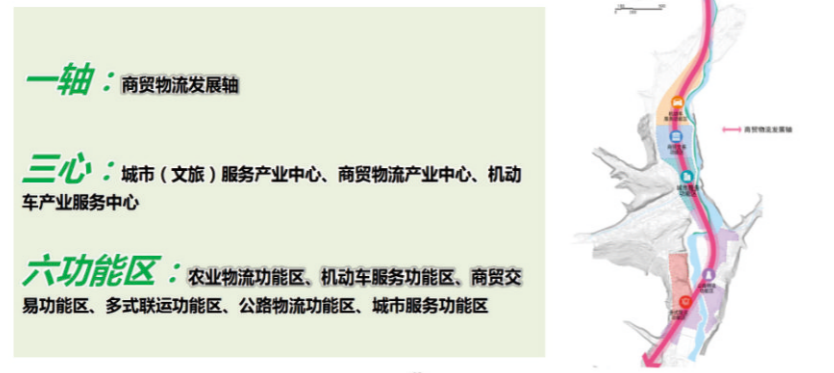 一轴：商贸物流发展轴
三心：城市（文旅）服务产业中心、商贸物流产业中心、机动
车产业服务中心
六功能区：农业物流功能区、机动车服务功能区、商贸交
易功能区、多式联运功能区、公路物流功能区、城市服务功能区
商贸物流发展轴